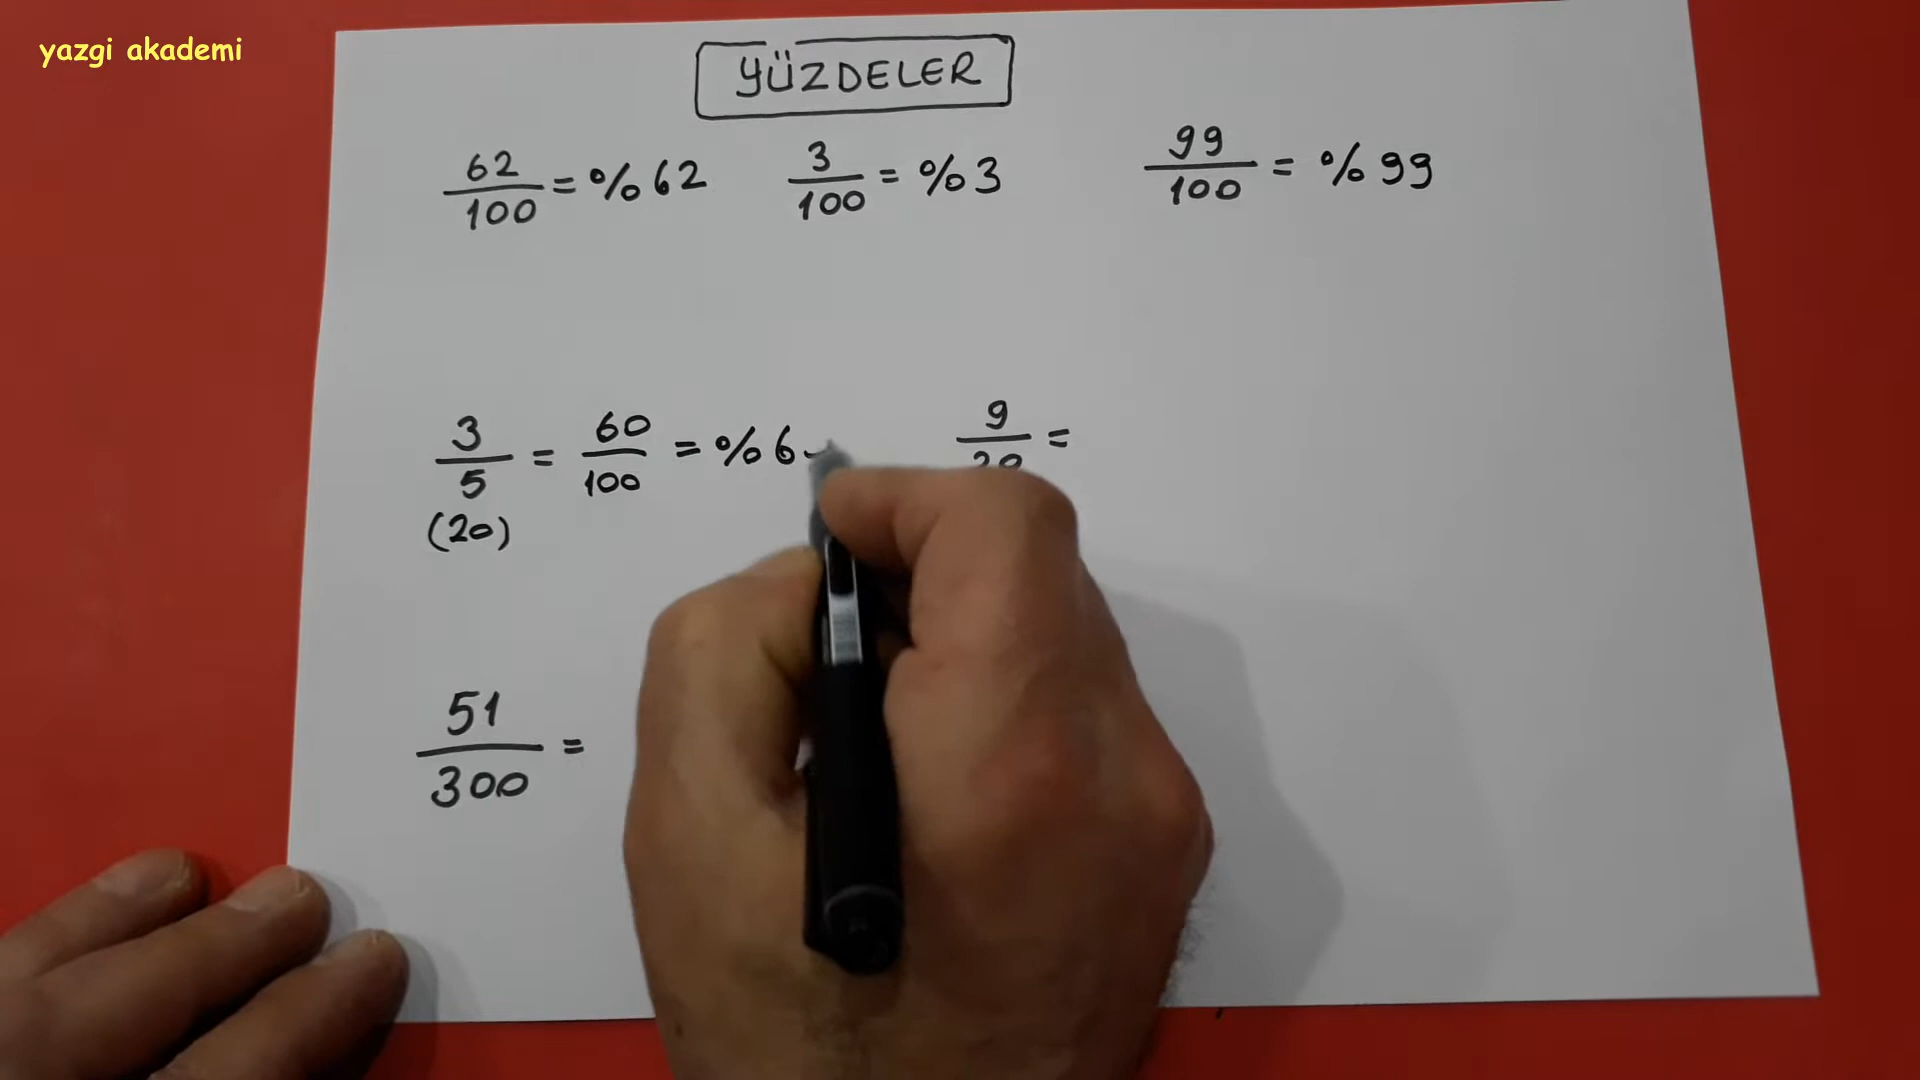 yazgi akademi
YÜZDELER
62/100 = %62   3/100 = %3   99/100 = %99
3/5 = 60/100 = %6   9/20 =
(20)
51/300 =